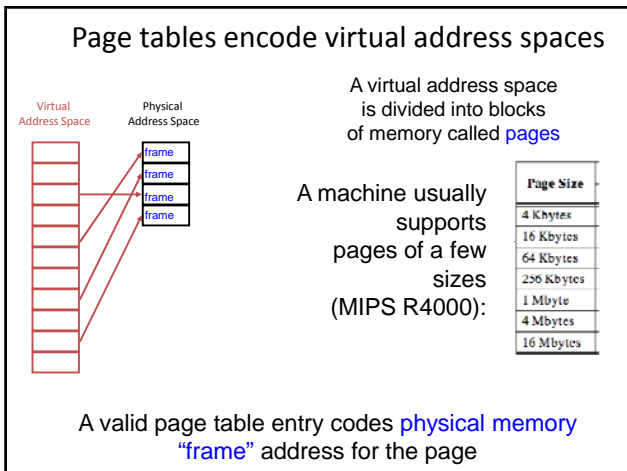 Page tables encode virtual address spaces
Virtual
Address Space
Physical
Address Space
frame
frame
frame
frame
A virtual address space
is divided into blocks
of memory called pages
A machine usually
supports
pages of a few
sizes
(MIPS R4000):
Page Size
4 Kbytes
16 Kbytes
64 Kbytes
256 Kbytes
1 Mbyte
4 Mbytes
16 Mbytes
A valid page table entry codes physical memory
“frame” address for the page